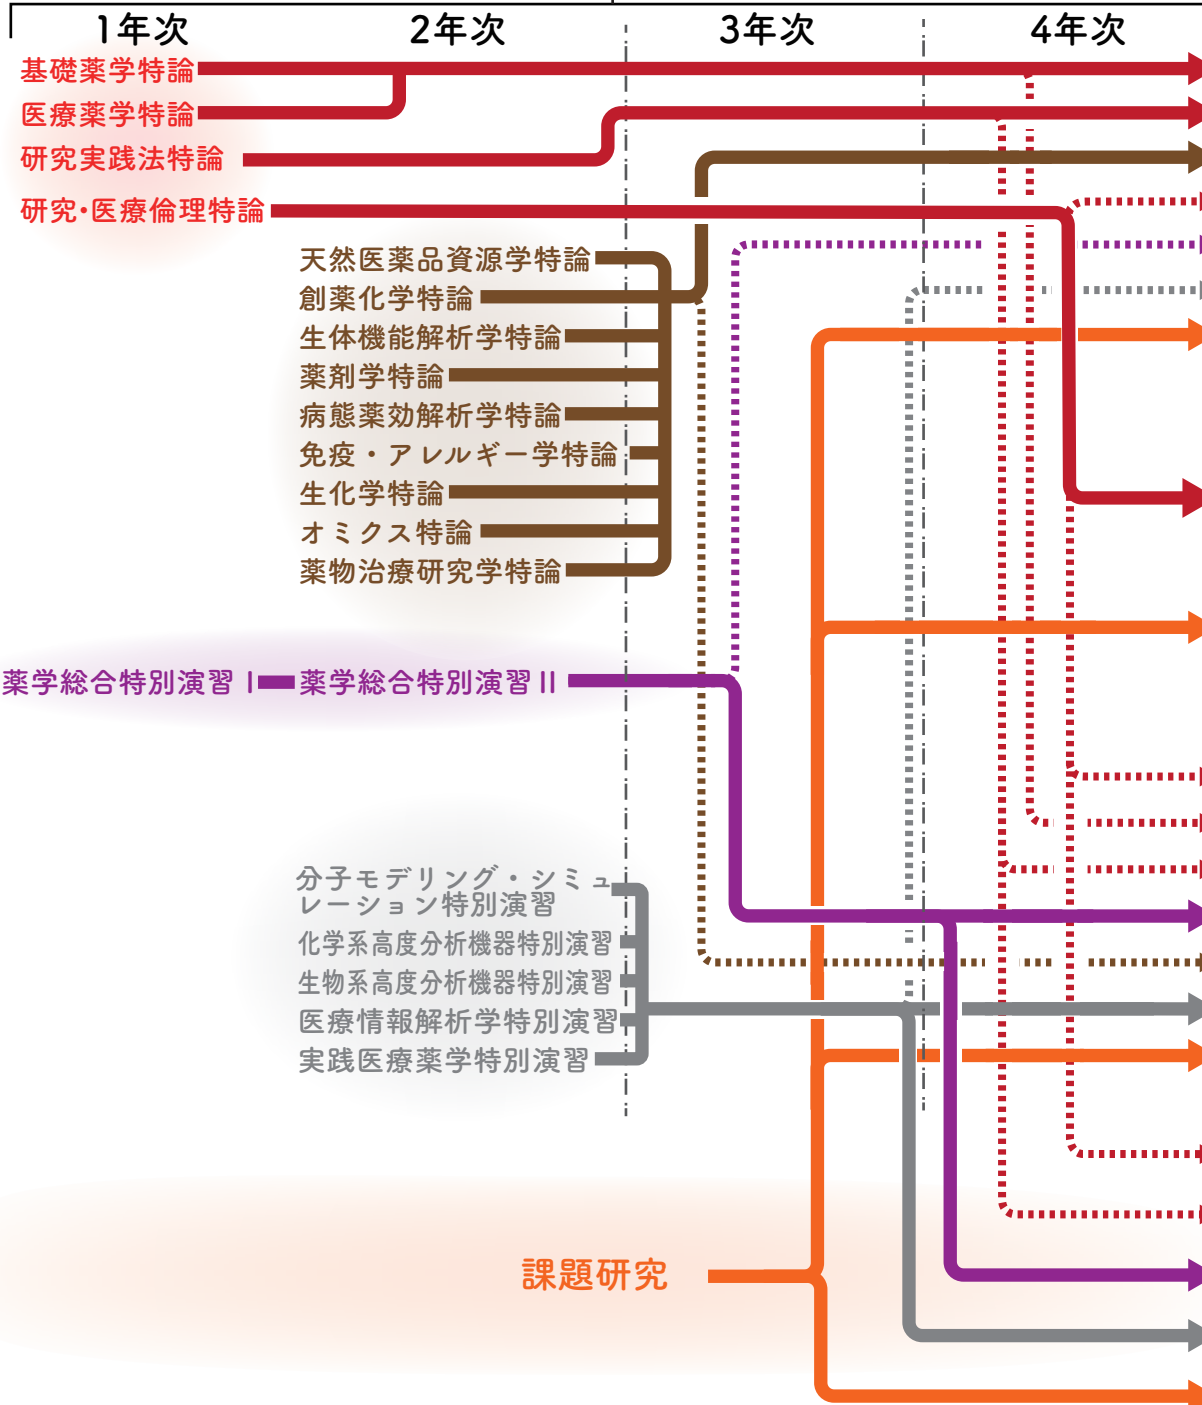 1年次
2年次
3年次
4年次
基礎薬学特論
医療薬学特論
研究実践法特論
研究・医療倫理特論
天然医薬品資源学特論
創薬化学特論
生体機能解析学特論
薬剤学特論
病態薬効解析学特論
免疫・アレルギー学特論
生化学特論
オミクス特論
薬物治療研究学特論
薬学総合特別演習 I
薬学総合特別演習 II
分子モデリング・シミュ
レーション特別演習
化学系高度分析機器特別演習
生物系高度分析機器特別演習
医療情報解析学特別演習
実践医療薬学特別演習
課題研究